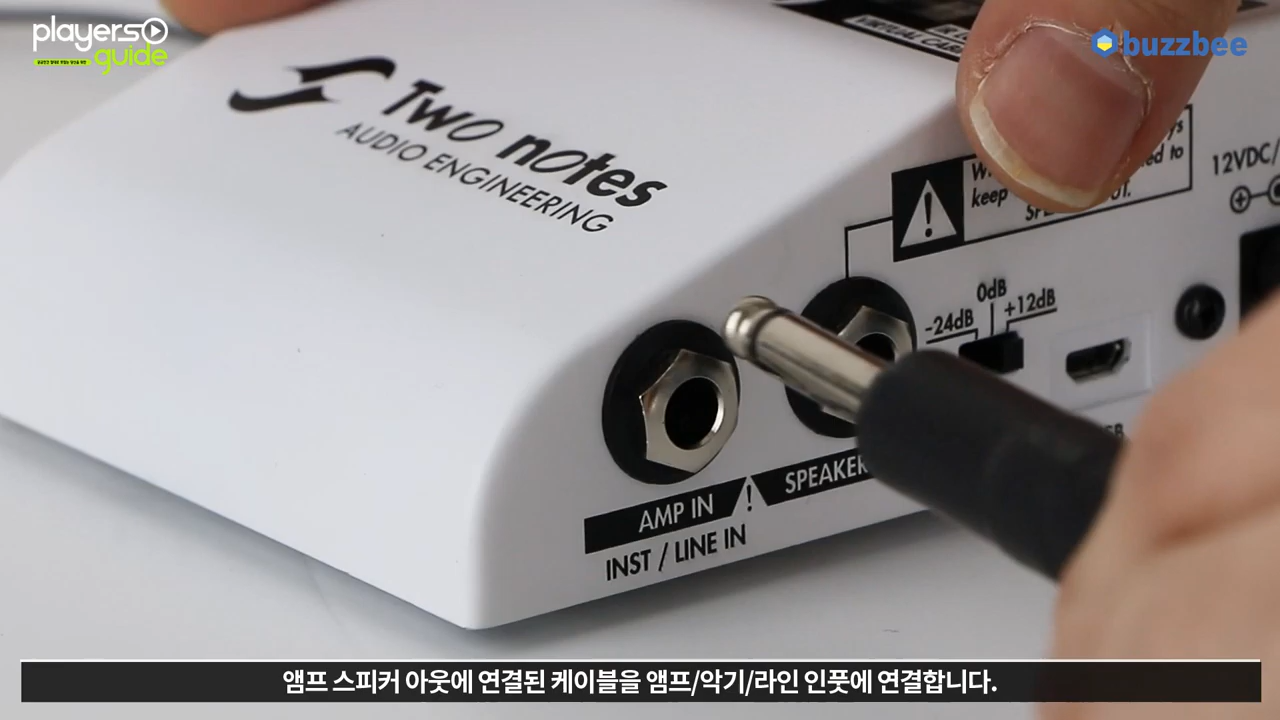 players
guide
buzzbee
VIRTUAL
Two notes
AUDIO ENGINEERING
keep
12VDC/
-24dB
0dB
+12dB
AMP IN
SPEAKER
INST / LINE IN
앰프 스피커 아웃에 연결된 케이블을 앰프/악기/라인 인풋에 연결합니다.